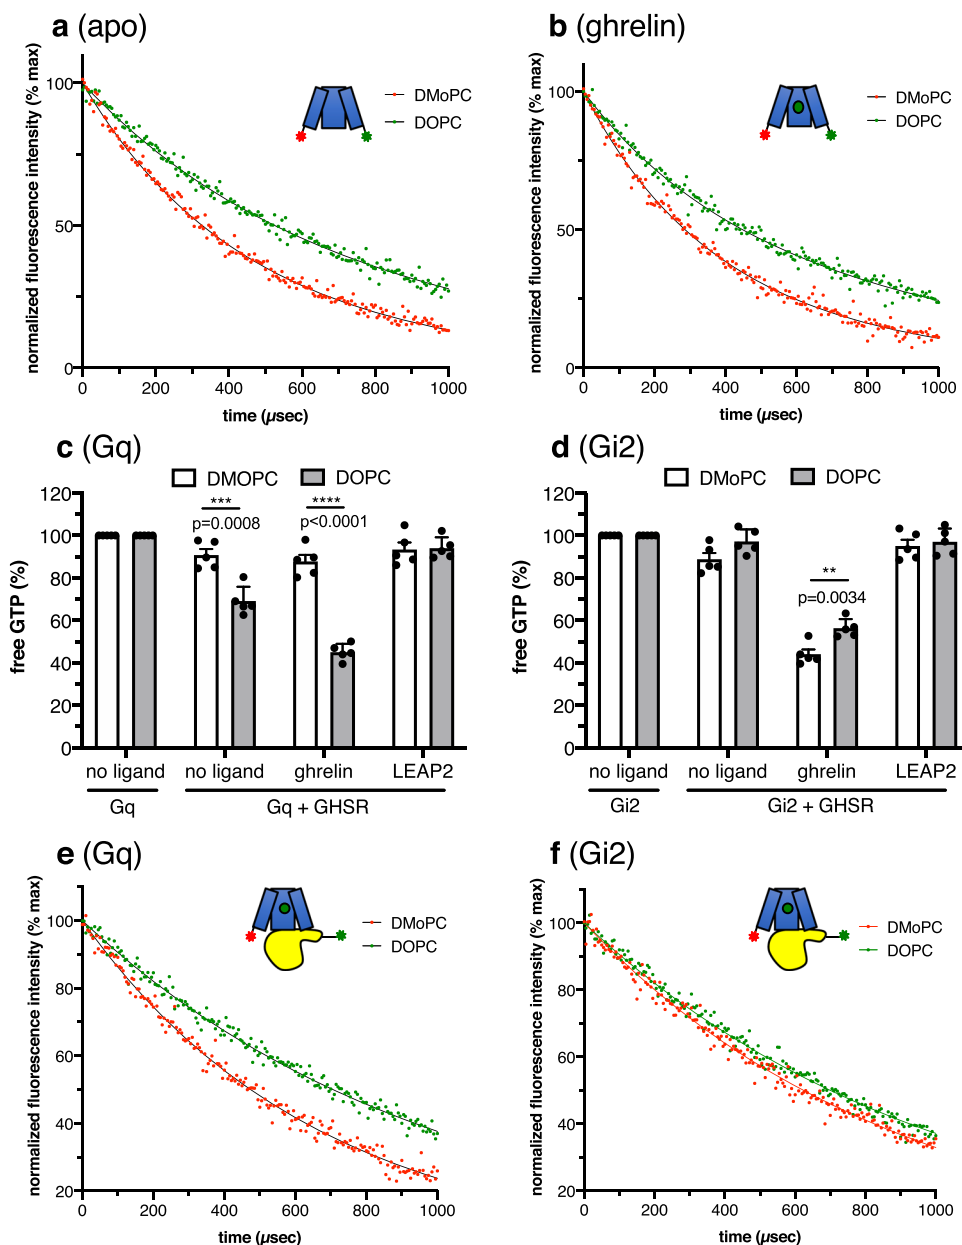 a (apo)
normalized fluorescence intensity (% max)
100
50
0
0 200 400 600 800 1000
time (µsec)
DMoPC
DOPC
b (ghrelin)
normalized fluorescence intensity (% max)
100
50
0
0 200 400 600 800 1000
time (µsec)
DMoPC
DOPC
c (Gq)
DMOPC DOPC
free GTP (%)
120
100
80
60
40
20
0
***
p=0.0008
****
p<0.0001
no ligand no ligand ghrelin LEAP2
Gq Gq + GHSR
d (Gi2)
DMoPC DOPC
free GTP (%)
120
100
80
60
40
20
0
**
p=0.0034
no ligand no ligand ghrelin LEAP2
Gi2 Gi2 + GHSR
e (Gq)
normalized fluorescence intensity (% max)
100
80
60
40
20
0 200 400 600 800 1000
time (µsec)
DMoPC
DOPC
f (Gi2)
normalized fluorescence intensity (% max)
100
80
60
40
20
0 200 400 600 800 1000
time (µsec)
DMoPC
DOPC